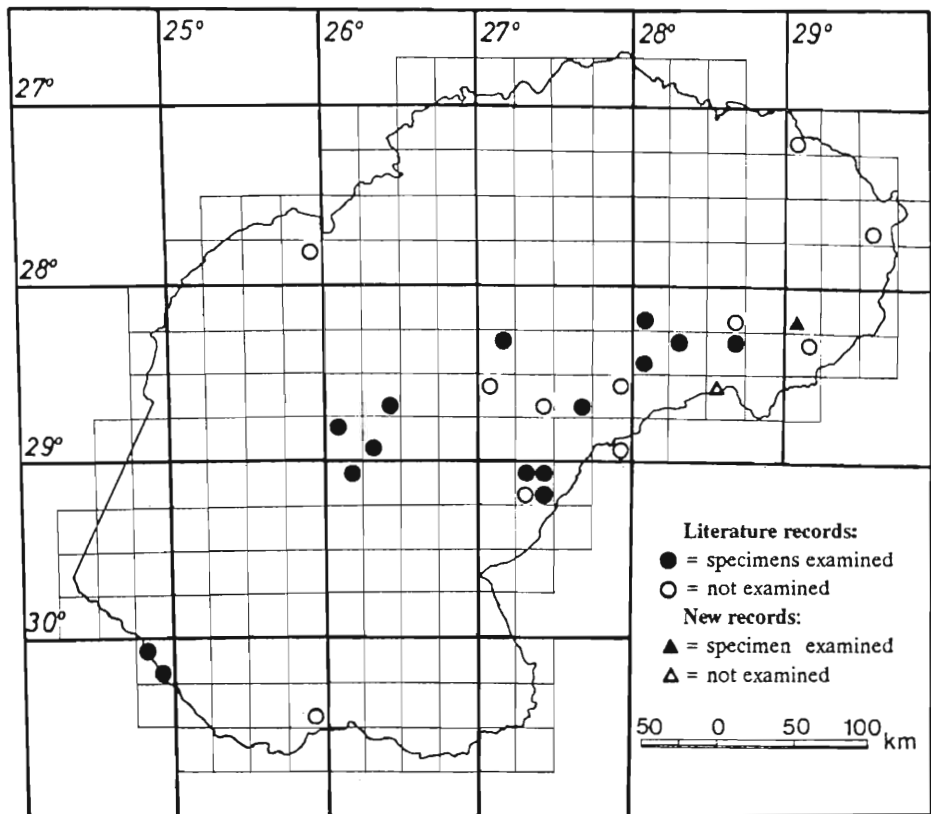 25° 26° 27° 28° 29°
27°
28°
29°
30°
Literature records:
= specimens examined
= not examined
New records:
= specimen examined
= not examined
50 0 50 100 km